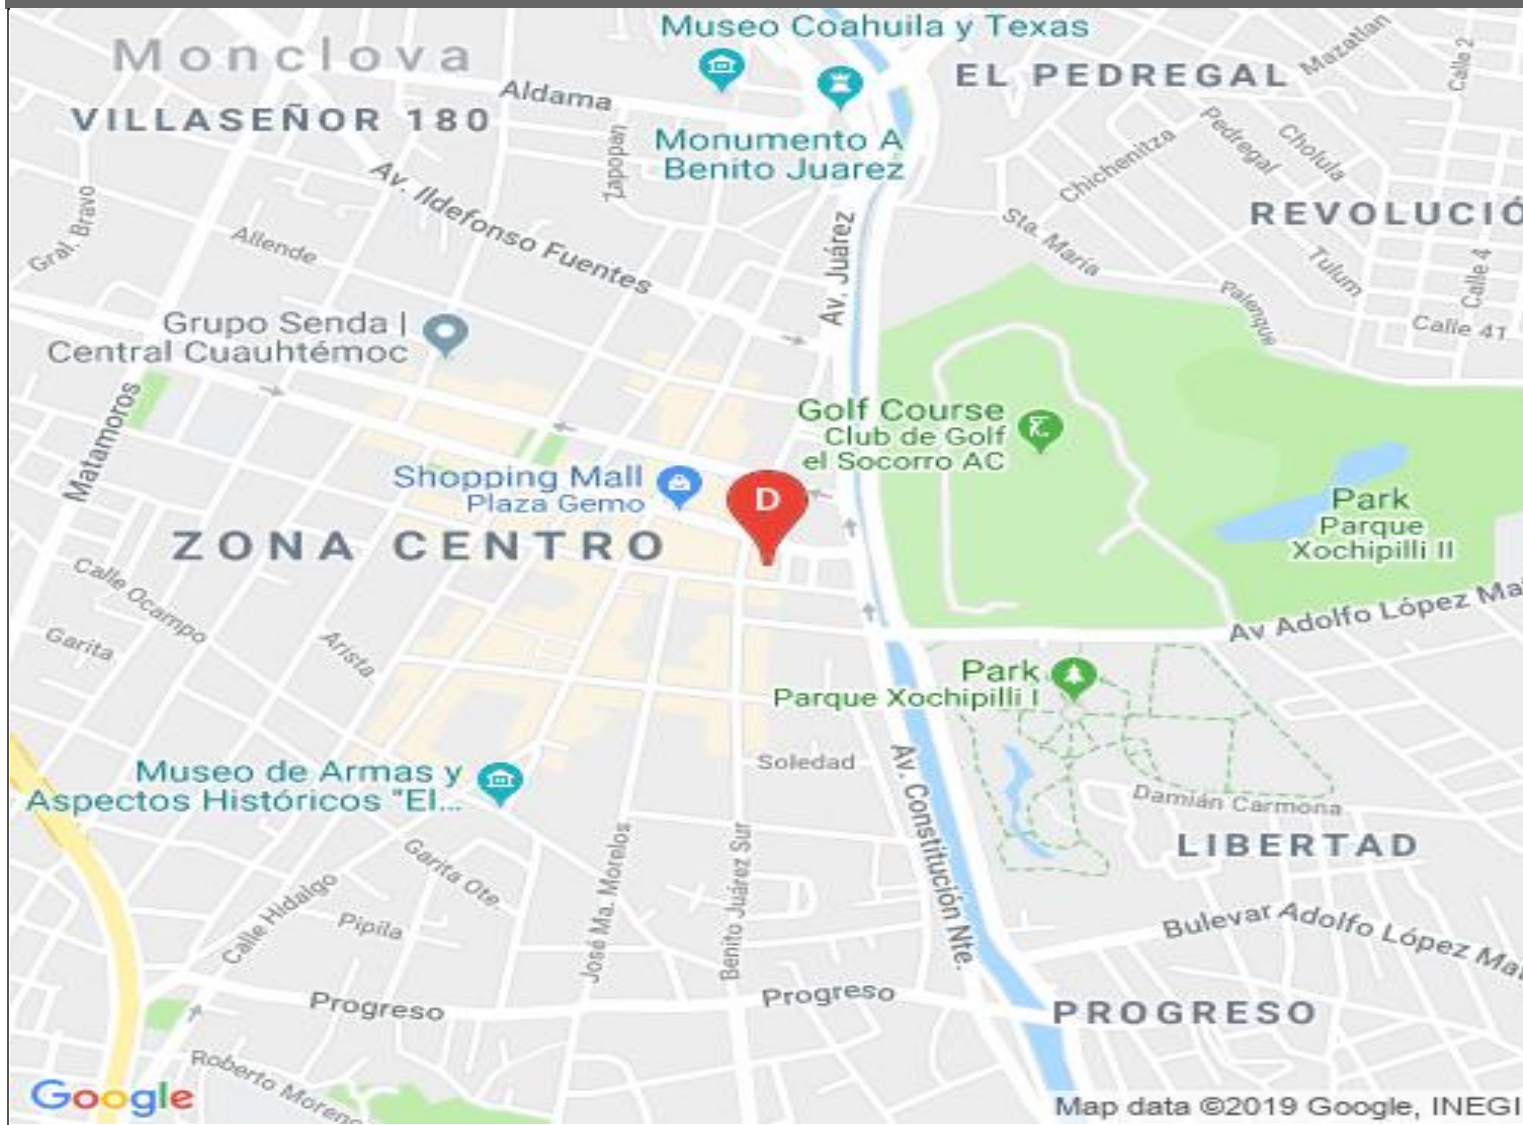 Museo Coahuila y Texas
Monclova
EL PEDREGAL
Mazatlan
Calle 2
Aldama
VILLASEÑOR 180
Zapopan
Monumento A
Benito Juarez
Chichenitza
Pedregal
Cholula
Av. Ildefonso Fuentes
Gral. Bravo
Allende
Av. Juárez
Sta. María
REVOLUCIÓ
Tulum
Calle 4
Palenque
Calle 41
Grupo Senda |
Central Cuauhtémoc
Matamoros
Golf Course
Club de Golf
el Socorro AC
Shopping Mall
Plaza Gemo
D
Park
Parque
Xochipilli II
ZONA CENTRO
Calle Ocampo
Garita
Arista
Av Adolfo López Ma
Park
Parque Xochipilli I
Soledad
Museo de Armas y
Aspectos Históricos "El...
Av. Constitución Nte.
Damián Carmona
LIBERTAD
Garita Ote.
José Ma. Morelos
Benito Juárez Sur
Calle Hidalgo
Pipila
Bulevar Adolfo López Mat
Progreso
Progreso
PROGRESO
Roberto Moreno
Google
Map data ©2019 Google, INEGI